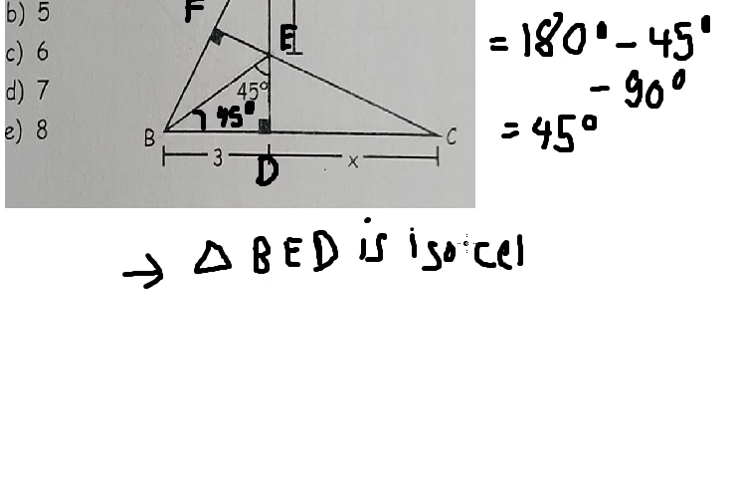 b) 5
c) 6
d) 7
e) 8
F
E
45°
45°
B
C
3
x
D
= 180° - 45°
- 90°
= 45°
→ △ BED is isocel